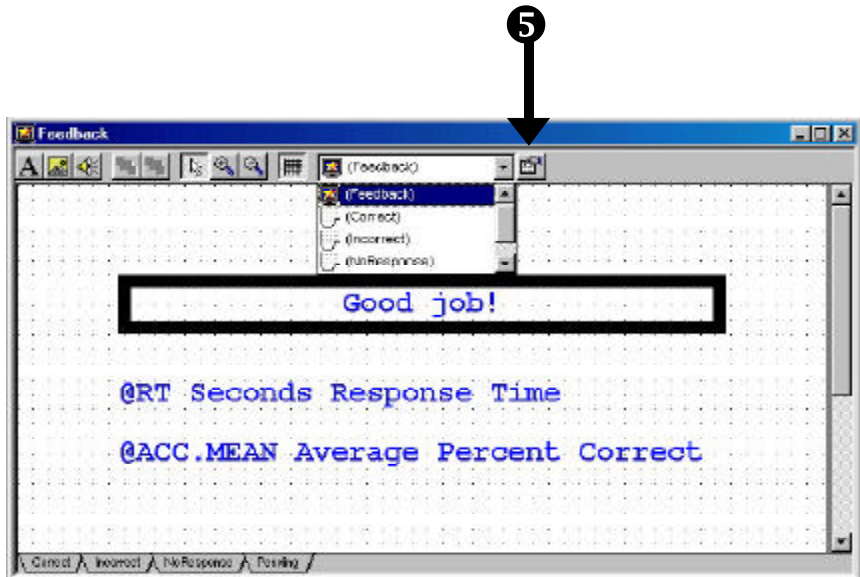 5
Feedback
A (Feedback)
(Feedback)
(Correct)
(Incorrect)
(NoResponse)
Good job!
@RT Seconds Response Time
@ACC.MEAN Average Percent Correct
Correct Incorrect NoResponse Pending